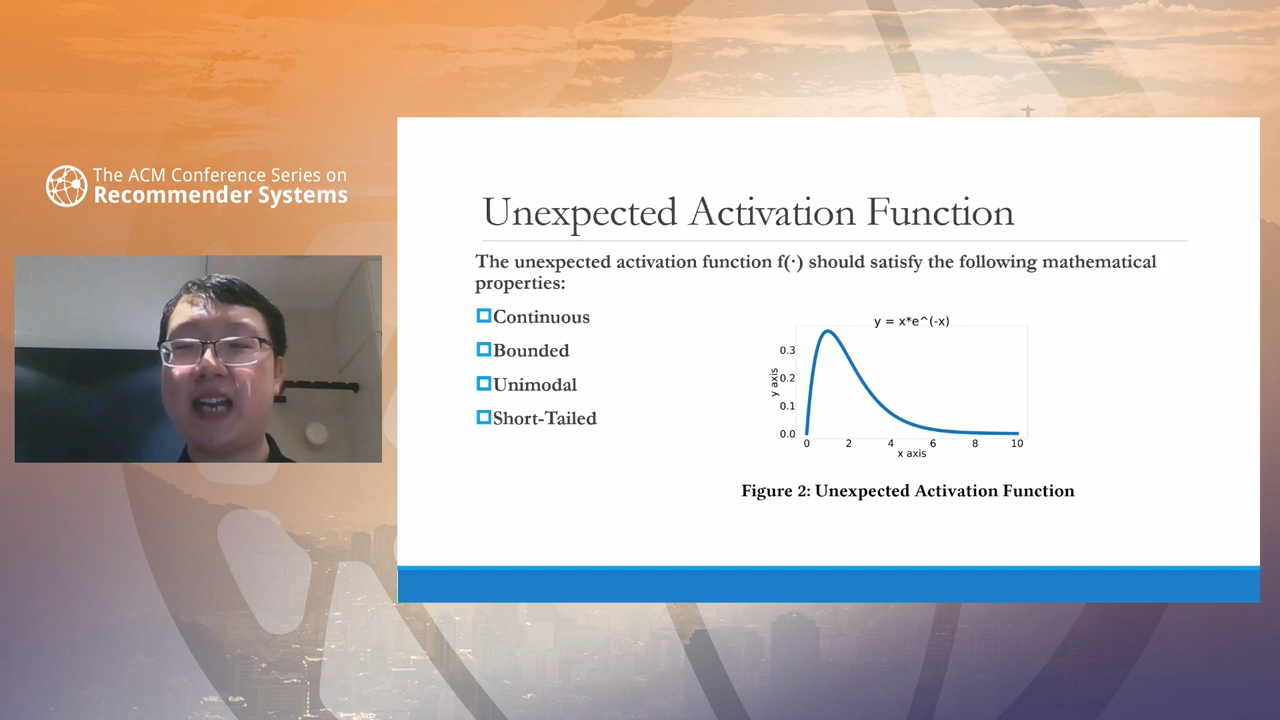 The ACM Conference Series on
Recommender Systems
Unexpected Activation Function
The unexpected activation function f(·) should satisfy the following mathematical
properties:
Continuous
Bounded
Unimodal
Short-Tailed
y = x*e^(-x)
y axis
0.3
0.2
0.1
0.0
0 2 4 6 8 10
x axis
Figure 2: Unexpected Activation Function